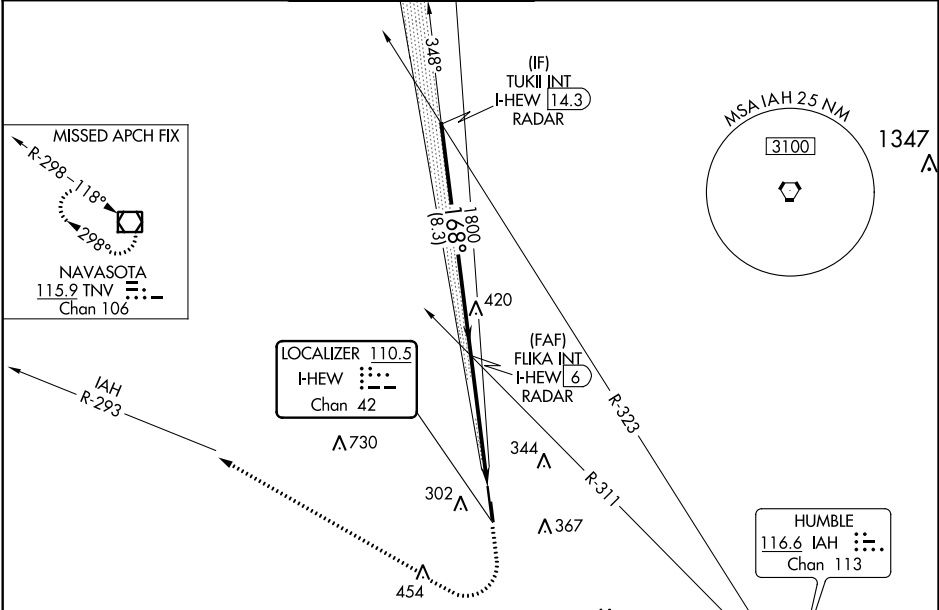 348°
(IF)
TUKII INT
I-HEW 14.3
RADAR
MSA IAH 25 NM
3100
1347
MISSED APCH FIX
R-298
118°
298°
NAVASOTA
115.9 TNV
Chan 106
1800
168°
(8.3)
420
(FAF)
FLIKA INT
I-HEW 6
RADAR
LOCALIZER 110.5
I-HEW
Chan 42
IAH
R-293
730
R-323
344
R-311
302
367
454
HUMBLE
116.6 IAH
Chan 113